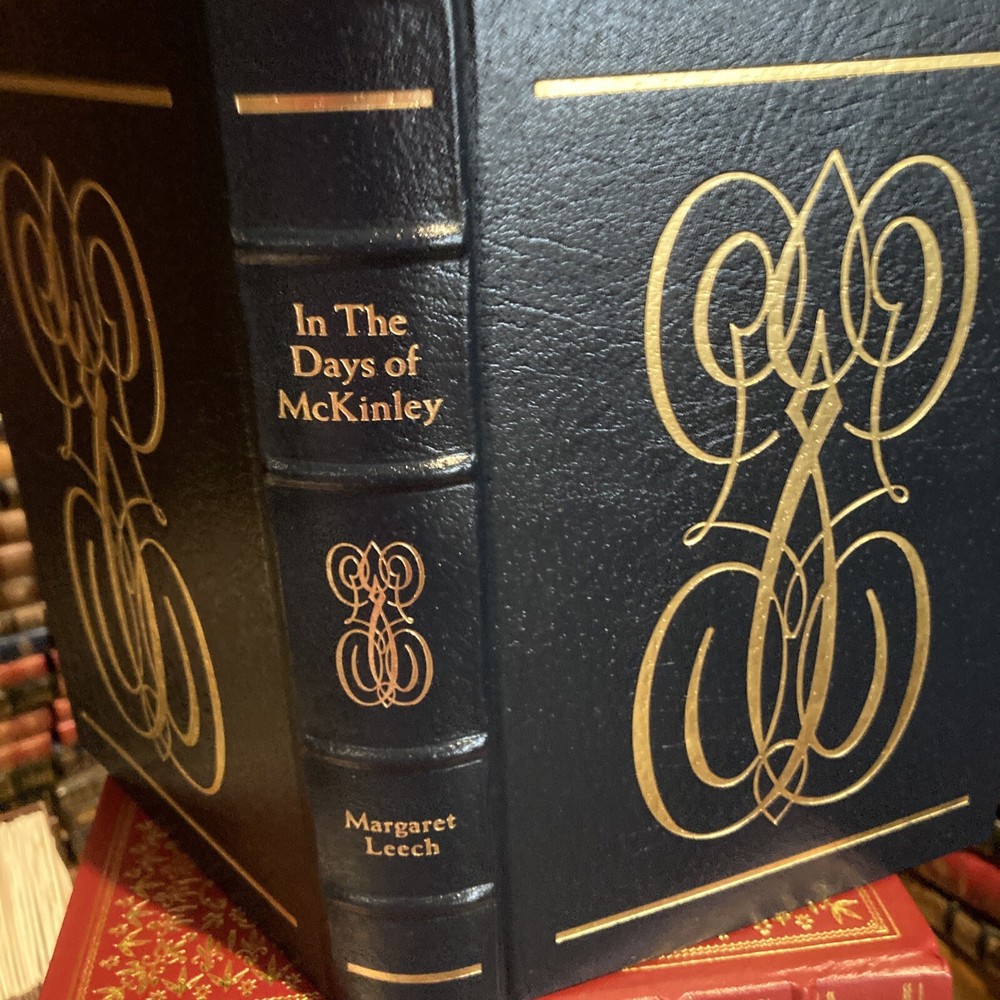 In The
Days of
McKinley
Margaret
Leech